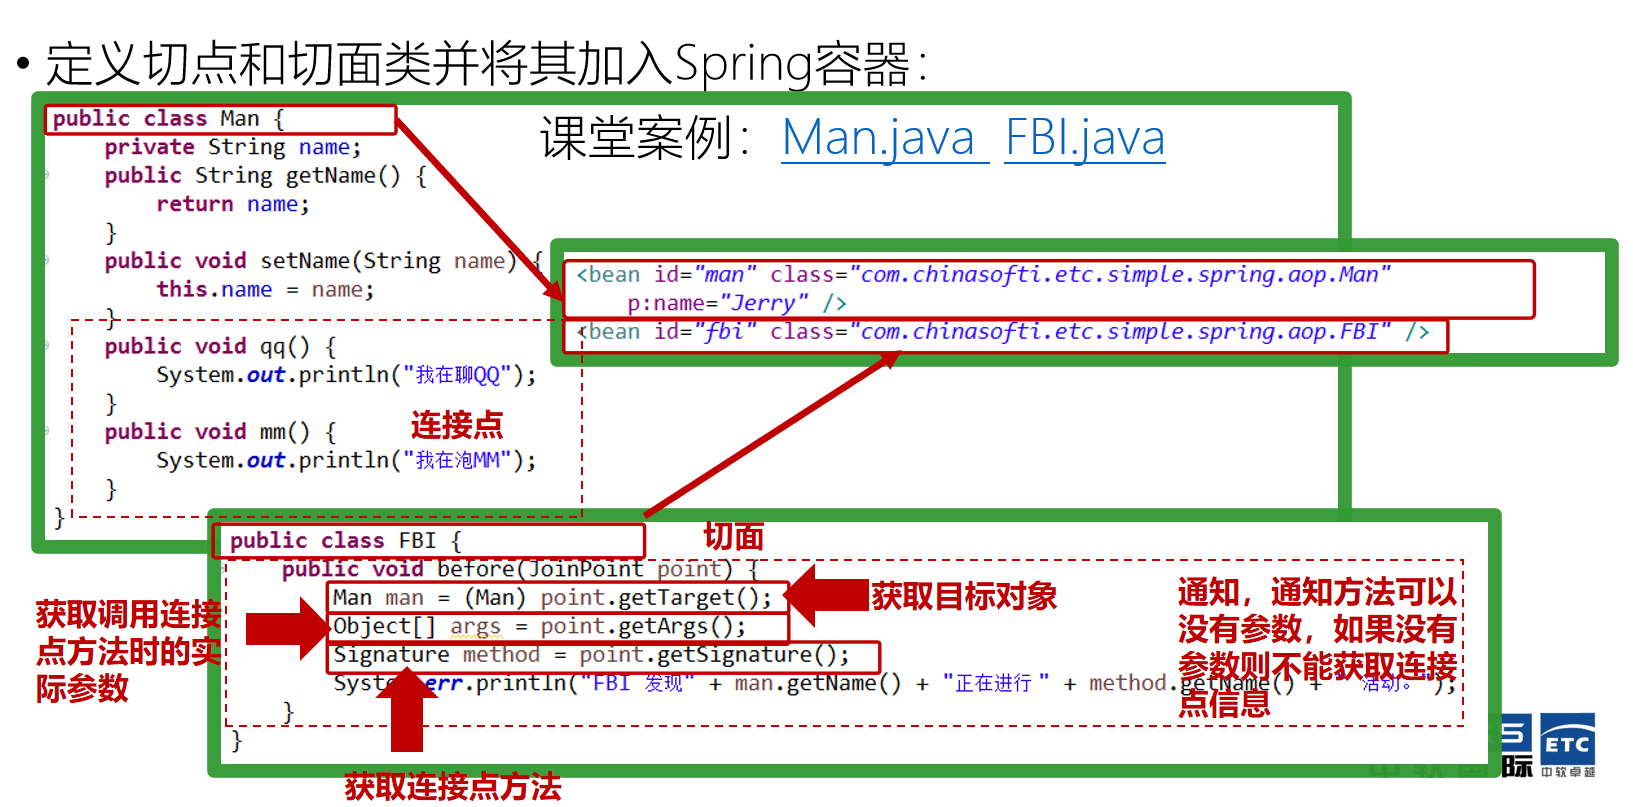 • 定义切点和切面类并将其加入Spring容器：
课堂案例： Man.java FBI.java
public class Man {
private String name;
public String getName() {
return name;
}
public void setName(String name) {
this.name = name;
}
public void qq() {
System.out.println("我在聊QQ");
}
public void mm() {
System.out.println("我在泡MM");
}
}
连接点
<bean id="man" class="com.chinasofti.etc.simple.spring.aop.Man"
p:name="Jerry" />
<bean id="fbi" class="com.chinasofti.etc.simple.spring.aop.FBI" />
切面
public class FBI {
public void before(JoinPoint point) {
Man man = (Man) point.getTarget();
Object[] args = point.getArgs();
Signature method = point.getSignature();
System.err.println("FBI 发现" + man.getName() + "正在进行 " + method.getName() + " 活动。");
}
}
获取目标对象
获取调用连接
点方法时的实
际参数
获取连接点方法
通知，通知方法可以
没有参数，如果没有
参数则不能获取连接
点信息
ETC
中软卓越